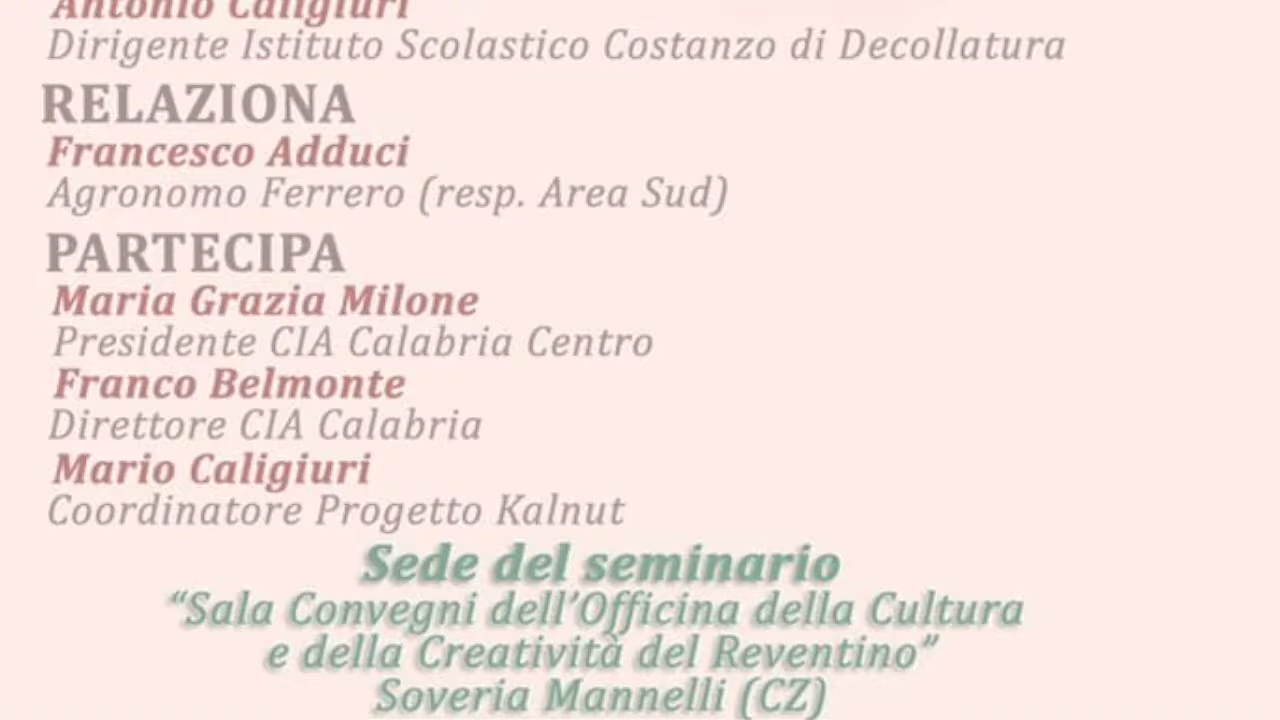 Antonio Caligiuri
Dirigente Istituto Scolastico Costanzo di Decollatura
RELAZIONA
Francesco Adduci
Agronomo Ferrero (resp. Area Sud)
PARTECIPA
Maria Grazia Milone
Presidente CIA Calabria Centro
Franco Belmonte
Direttore CIA Calabria
Mario Caligiuri
Coordinatore Progetto Kalnut
Sede del seminario
“Sala Convegni dell’Officina della Cultura
e della Creatività del Reventino”
Soveria Mannelli (CZ)